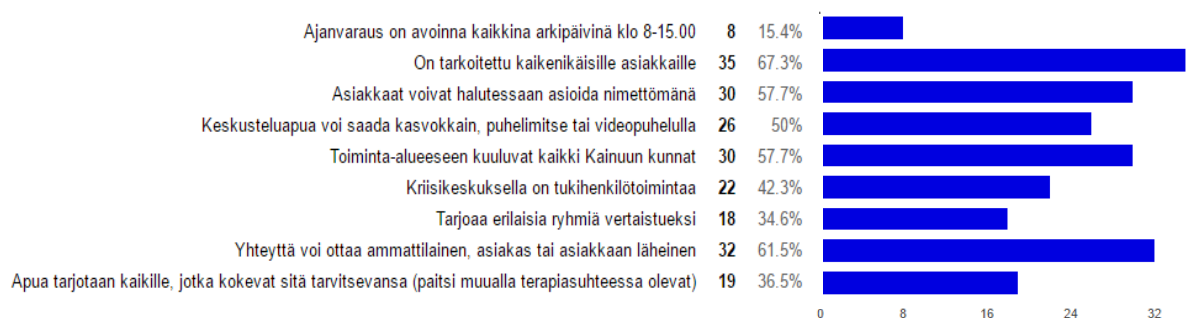 Ajanvaraus on avoinna kaikkina arkipäivinä klo 8-15.00 8 15.4%
On tarkoitettu kaikenikäisille asiakkaille 35 67.3%
Asiakkaat voivat halutessaan asioida nimettömänä 30 57.7%
Keskusteluapua voi saada kasvokkain, puhelimitse tai videopuhelulla 26 50%
Toiminta-alueeseen kuuluvat kaikki Kainuun kunnat 30 57.7%
Kriisikeskuksella on tukihenkilötoimintaa 22 42.3%
Tarjoaa erilaisia ryhmiä vertaistueksi 18 34.6%
Yhteyttä voi ottaa ammattilainen, asiakas tai asiakkaan läheinen 32 61.5%
Apua tarjotaan kaikille, jotka kokevat sitä tarvitsevansa (paitsi muualla terapiasuhteessa olevat) 19 36.5%
0 8 16 24 32